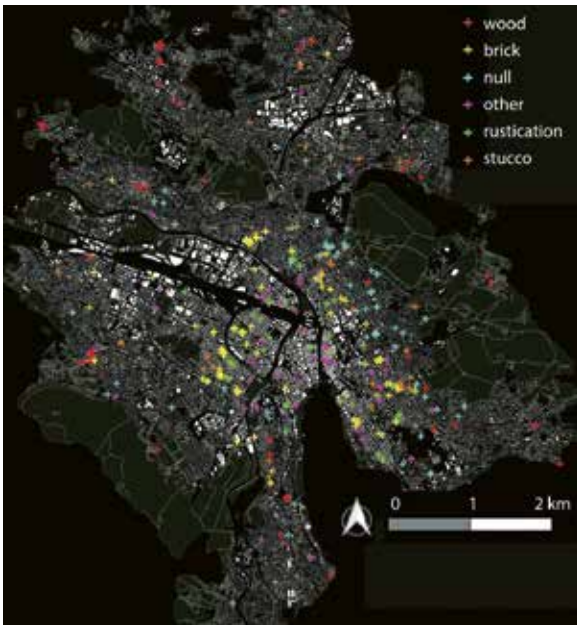 wood
brick
null
other
rustication
stucco
0 1 2 km